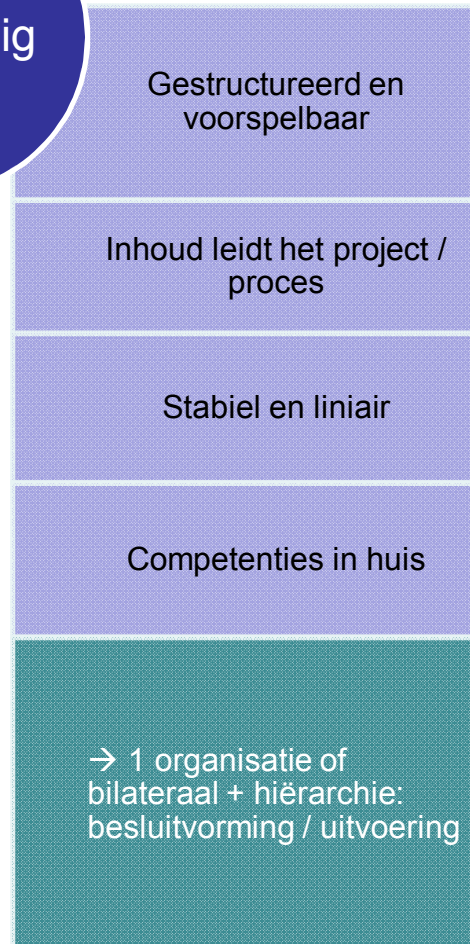 ig
Gestructureerd en
voorspelbaar
Inhoud leidt het project /
proces
Stabiel en liniair
Competenties in huis
→ 1 organisatie of
bilateraal + hiërarchie:
besluitvorming / uitvoering